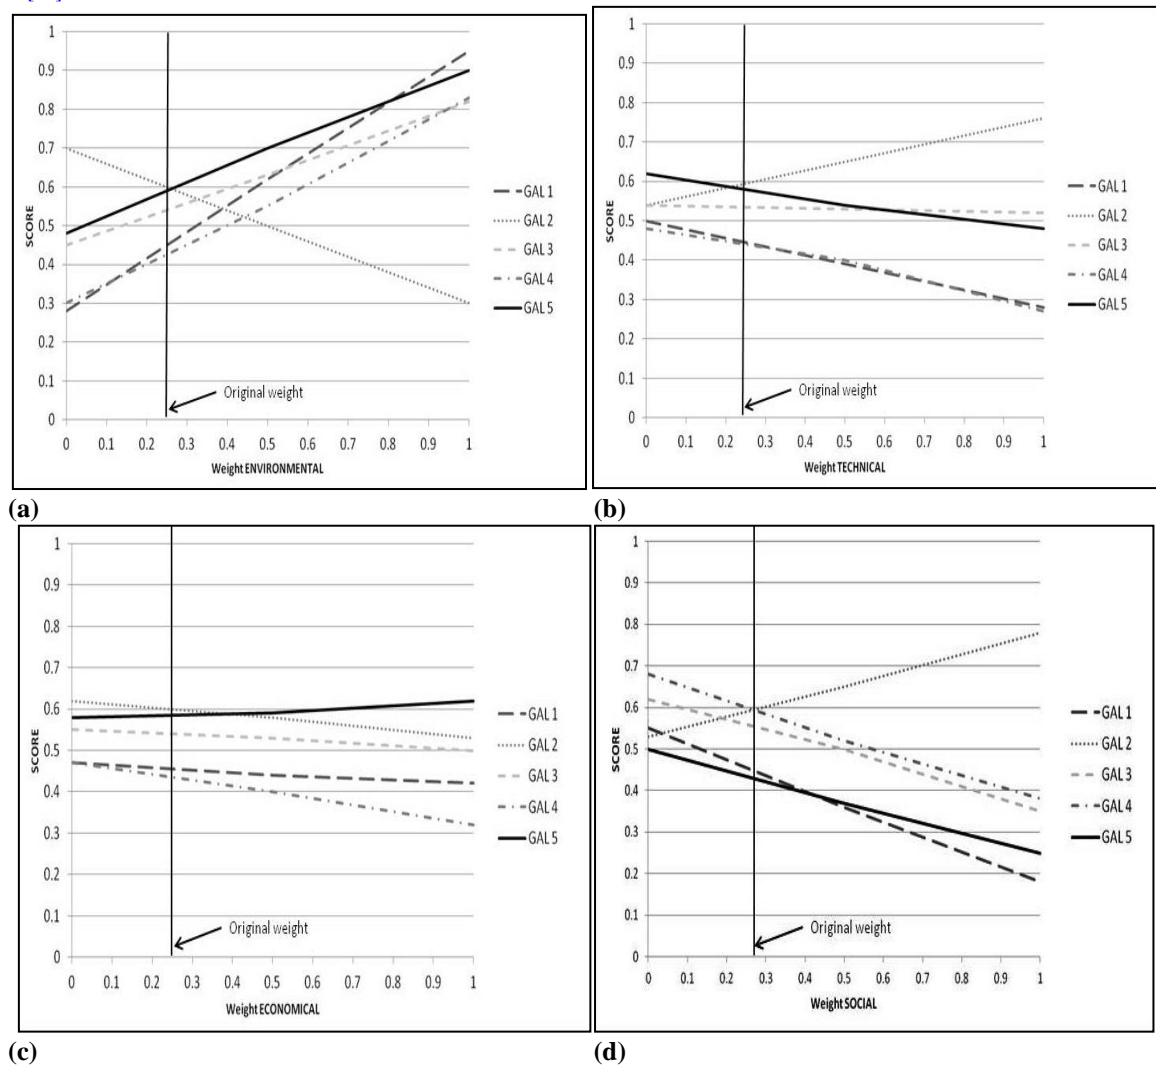 1
0.9
0.8
0.7
0.6
0.5
0.4
0.3
0.2
0.1
0
SCORE
0 0.1 0.2 0.3 0.4 0.5 0.6 0.7 0.8 0.9 1
Weight ENVIRONMENTAL
Original weight
GAL 1
GAL 2
GAL 3
GAL 4
GAL 5
(a)
1
0.9
0.8
0.7
0.6
0.5
0.4
0.3
0.2
0.1
0
SCORE
0 0.1 0.2 0.3 0.4 0.5 0.6 0.7 0.8 0.9 1
Weight TECHNICAL
Original weight
GAL 1
GAL 2
GAL 3
GAL 4
GAL 5
(b)
1
0.9
0.8
0.7
0.6
0.5
0.4
0.3
0.2
0.1
0
SCORE
0 0.1 0.2 0.3 0.4 0.5 0.6 0.7 0.8 0.9 1
Weight ECONOMICAL
Original weight
GAL 1
GAL 2
GAL 3
GAL 4
GAL 5
(c)
1
0.9
0.8
0.7
0.6
0.5
0.4
0.3
0.2
0.1
0
SCORE
0 0.1 0.2 0.3 0.4 0.5 0.6 0.7 0.8 0.9 1
Weight SOCIAL
Original weight
GAL 1
GAL 2
GAL 3
GAL 4
GAL 5
(d)